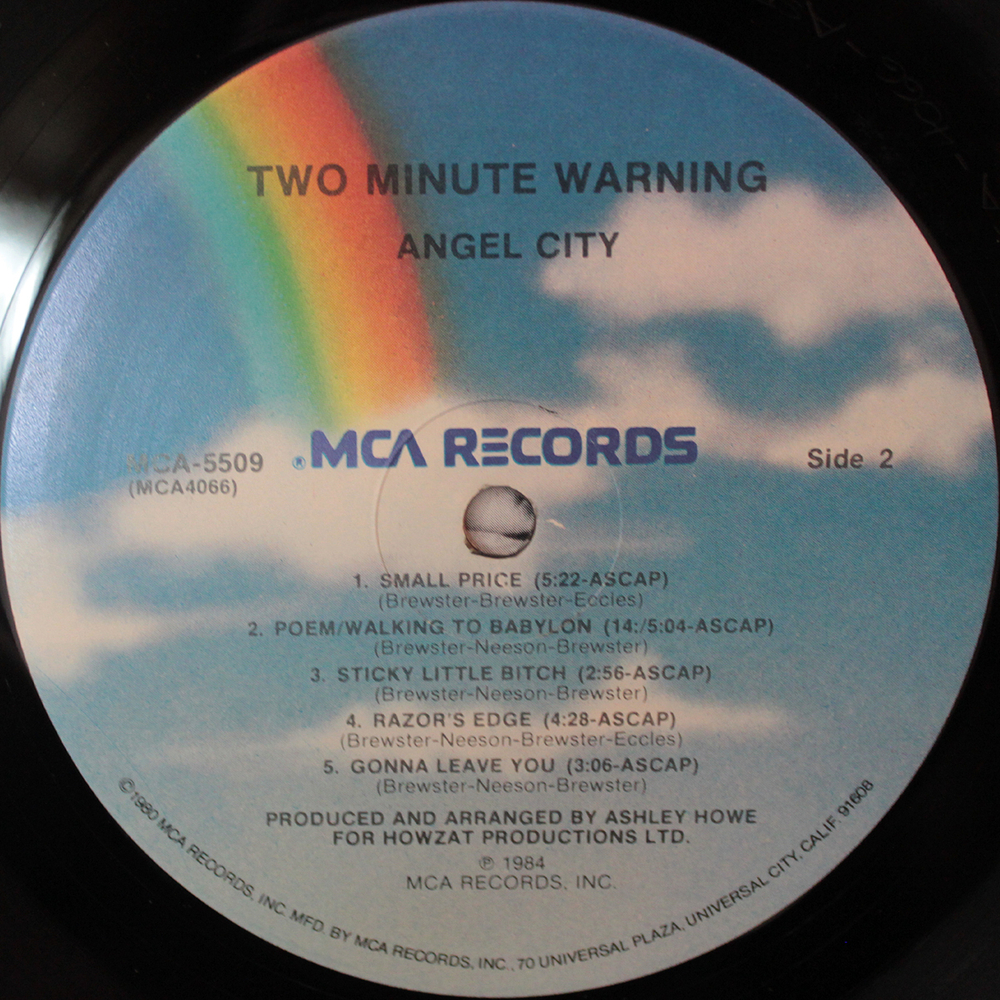 TWO MINUTE WARNING
ANGEL CITY
MCA-5509
(MCA4066)
® MCA RECORDS
Side 2
1. SMALL PRICE (5:22-ASCAP)
(Brewster-Brewster-Eccles)
2. POEM/WALKING TO BABYLON (14:/5:04-ASCAP)
(Brewster-Neeson-Brewster)
3. STICKY LITTLE BITCH (2:56-ASCAP)
(Brewster-Neeson-Brewster)
4. RAZOR'S EDGE (4:28-ASCAP)
(Brewster-Neeson-Brewster-Eccles)
5. GONNA LEAVE YOU (3:06-ASCAP)
(Brewster-Neeson-Brewster)
PRODUCED AND ARRANGED BY ASHLEY HOWE
FOR HOWZAT PRODUCTIONS LTD.
℗ 1984
MCA RECORDS, INC.
©1980 MCA RECORDS, INC. MFD. BY MCA RECORDS, INC., 70 UNIVERSAL PLAZA, UNIVERSAL CITY, CALIF. 91608